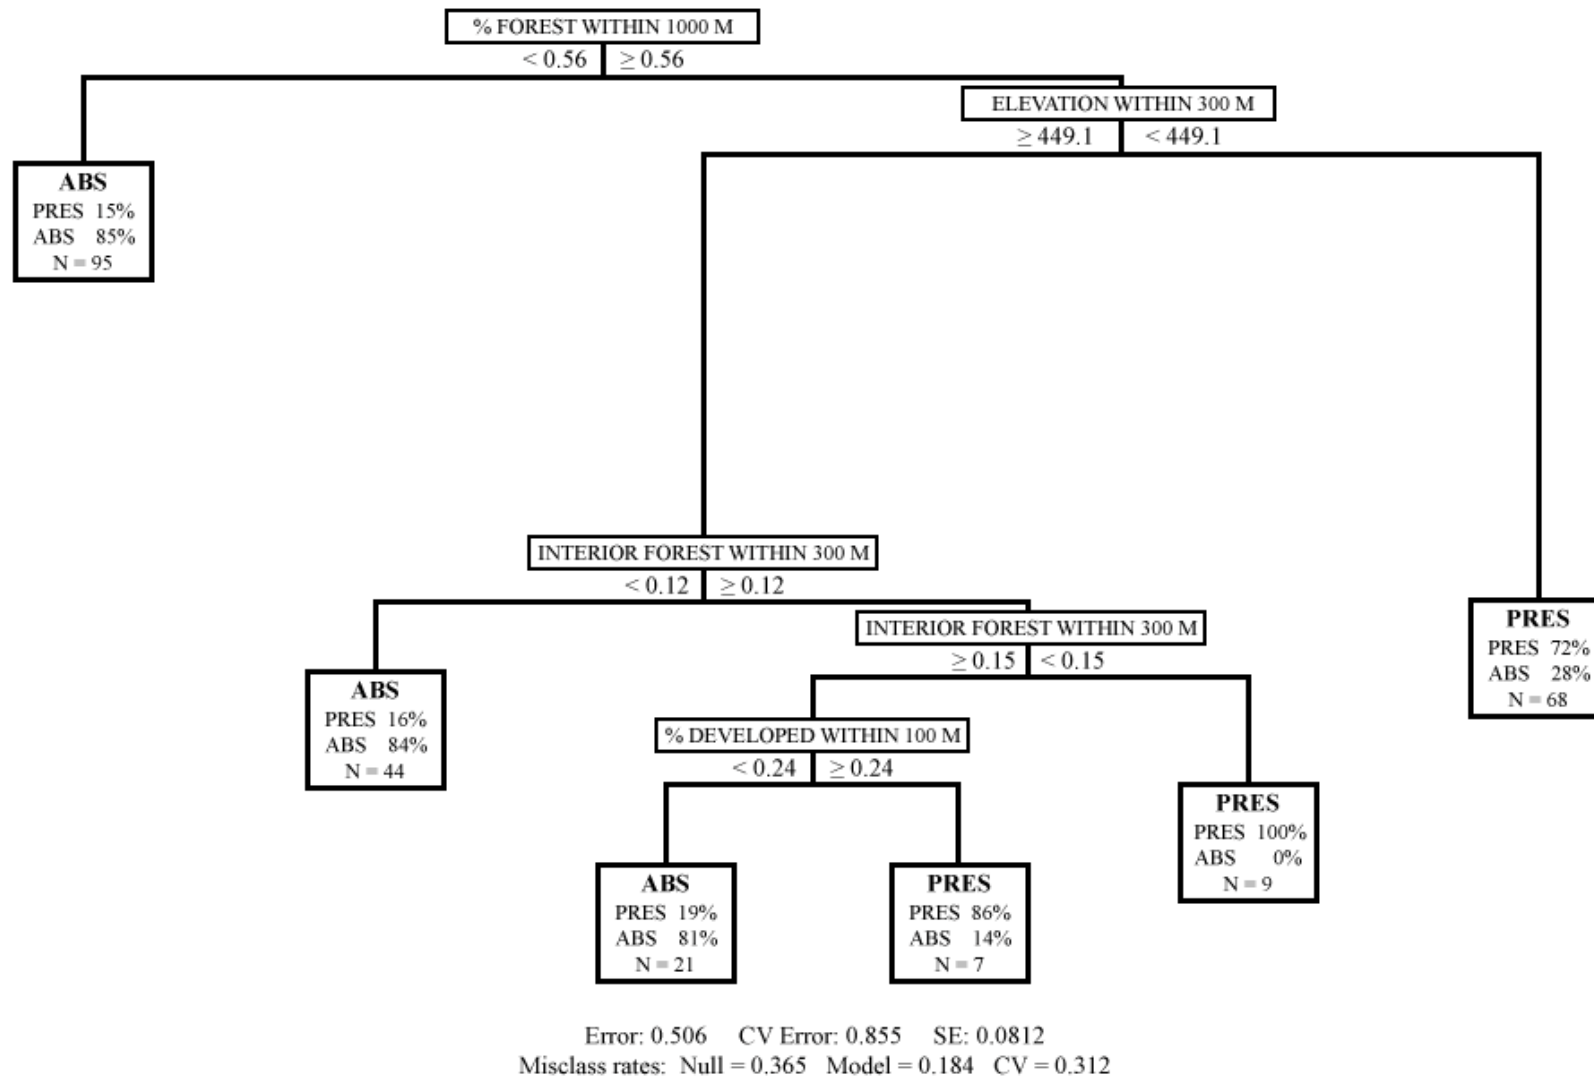 % FOREST WITHIN 1000 M
< 0.56 ≥ 0.56
ELEVATION WITHIN 300 M
≥ 449.1 < 449.1
ABS
PRES 15%
ABS 85%
N = 95
INTERIOR FOREST WITHIN 300 M
< 0.12 ≥ 0.12
INTERIOR FOREST WITHIN 300 M
≥ 0.15 < 0.15
PRES
PRES 72%
ABS 28%
N = 68
ABS
PRES 16%
ABS 84%
N = 44
% DEVELOPED WITHIN 100 M
< 0.24 ≥ 0.24
PRES
PRES 100%
ABS 0%
N = 9
ABS
PRES 19%
ABS 81%
N = 21
PRES
PRES 86%
ABS 14%
N = 7
Error: 0.506 CV Error: 0.855 SE: 0.0812
Misclass rates: Null = 0.365 Model = 0.184 CV = 0.312